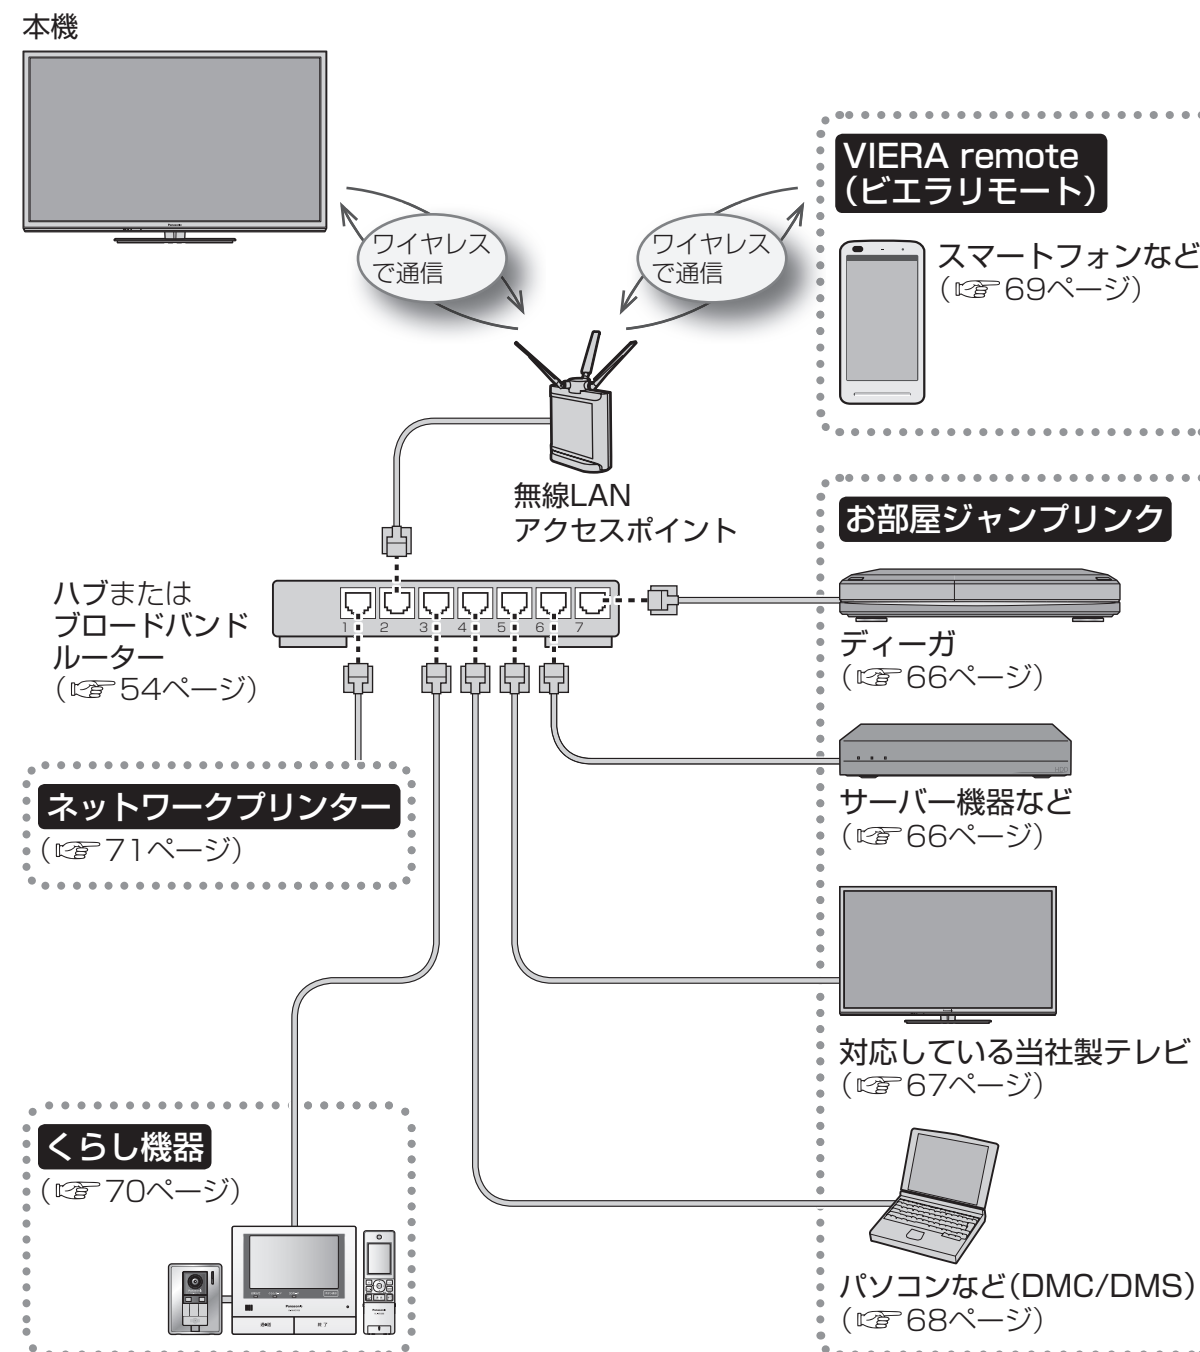 本機
VIERA remote
（ビエラリモート）
ワイヤレス
で通信
ワイヤレス
で通信
スマートフォンなど
（☞69ページ）
無線LAN
アクセスポイント
お部屋ジャンプリンク
ハブまたは
ブロードバンド
ルーター
（☞54ページ）
1 2 3 4 5 6 7
ディーガ
（☞66ページ）
HDD
サーバー機器など
（☞66ページ）
ネットワークプリンター
（☞71ページ）
対応している当社製テレビ
（☞67ページ）
くらし機器
（☞70ページ）
Panasonic
通話
終了
パソコンなど（DMC/DMS）
（☞68ページ）